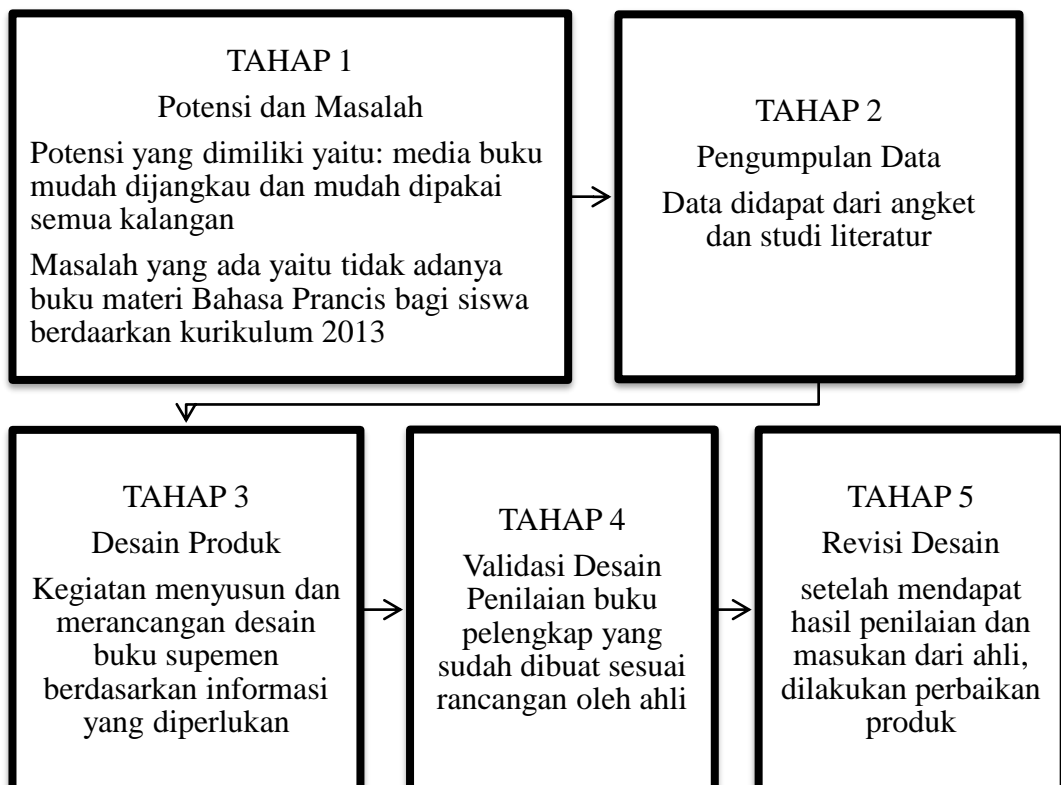 TAHAP 1
Potensi dan Masalah
Potensi yang dimiliki yaitu: media buku
mudah dijangkau dan mudah dipakai
semua kalangan
Masalah yang ada yaitu tidak adanya
buku materi Bahasa Prancis bagi siswa
berdaarkan kurikulum 2013
TAHAP 2
Pengumpulan Data
Data didapat dari angket
dan studi literatur
TAHAP 3
Desain Produk
Kegiatan menyusun dan
merancangan desain
buku supemen
berdasarkan informasi
yang diperlukan
TAHAP 4
Validasi Desain
Penilaian buku
pelengkap yang
sudah dibuat sesuai
rancangan oleh ahli
TAHAP 5
Revisi Desain
setelah mendapat
hasil penilaian dan
masukan dari ahli,
dilakukan perbaikan
produk